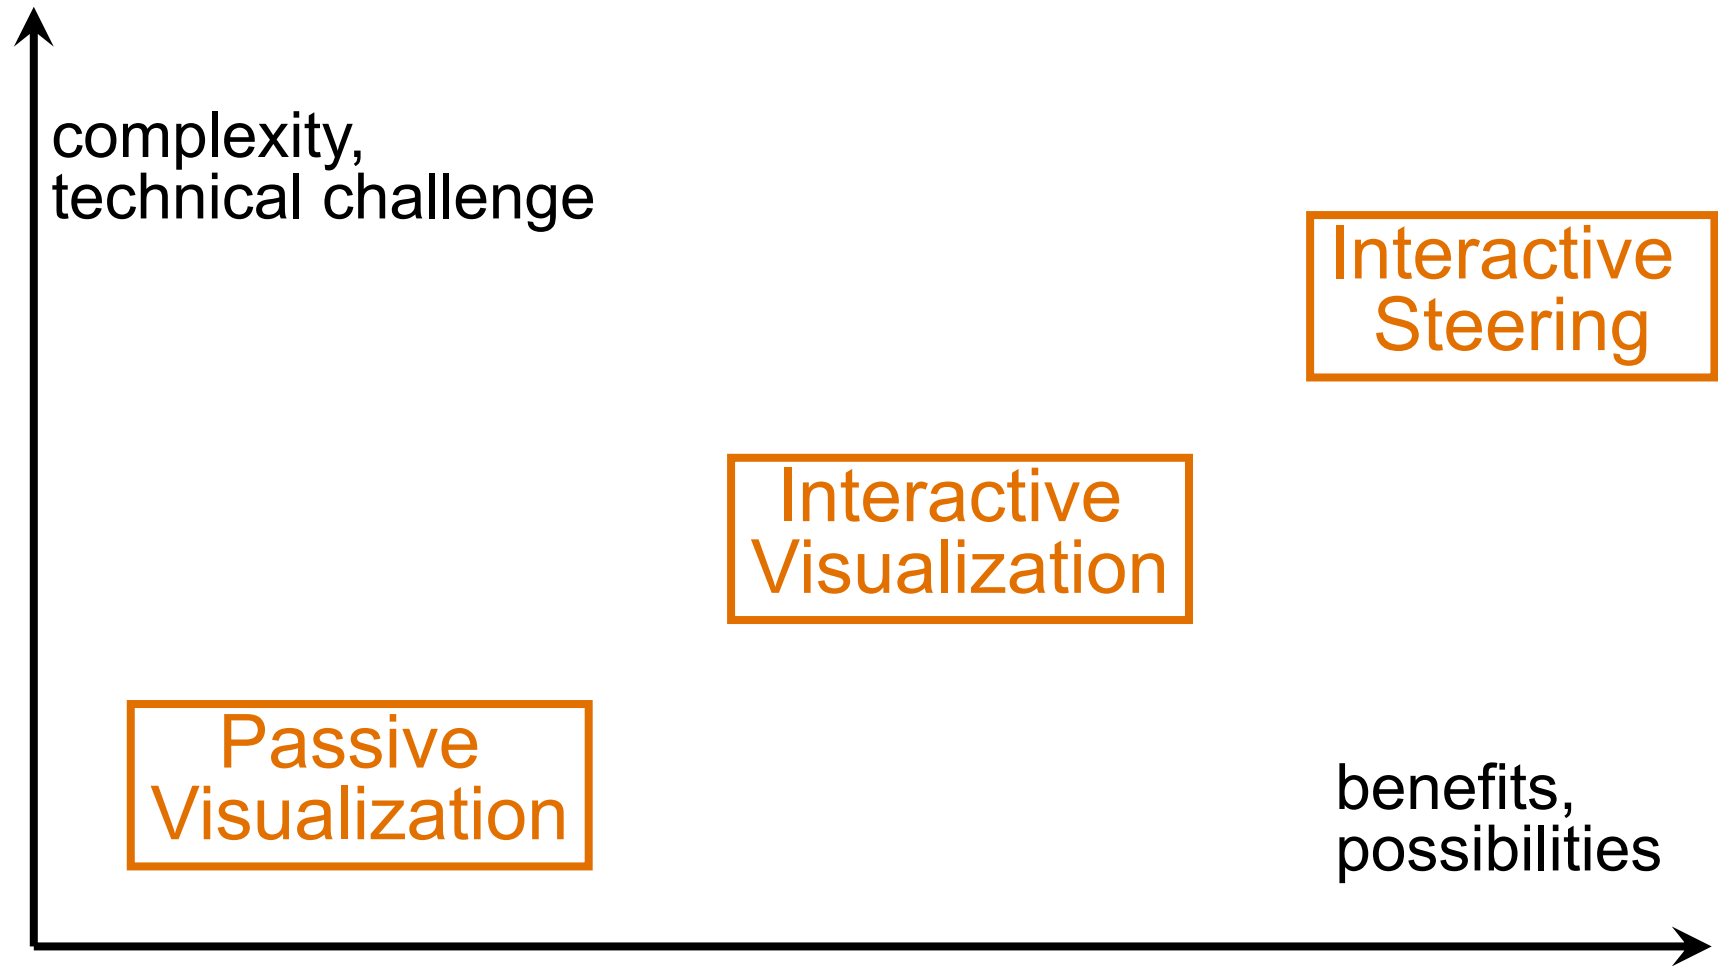 complexity,
technical challenge
Interactive
Steering
Interactive
Visualization
Passive
Visualization
benefits,
possibilities